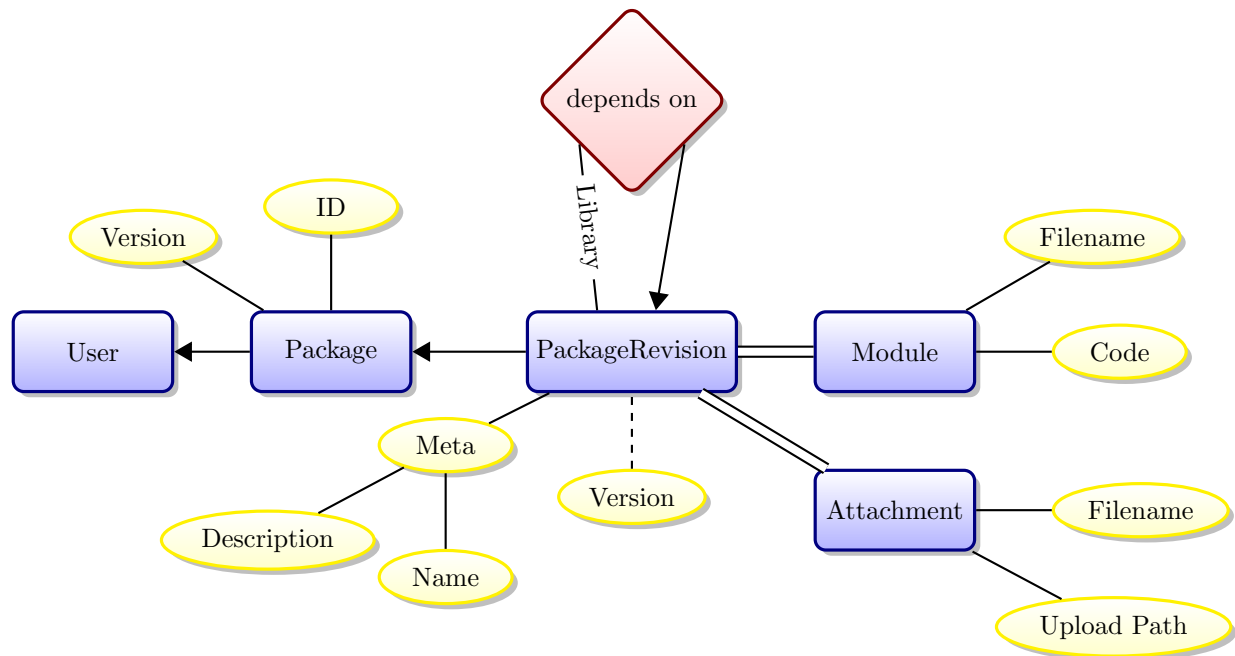 depends on
Library
ID
Version
Filename
User
Package
PackageRevision
Module
Code
Meta
Version
Description
Name
Attachment
Filename
Upload Path